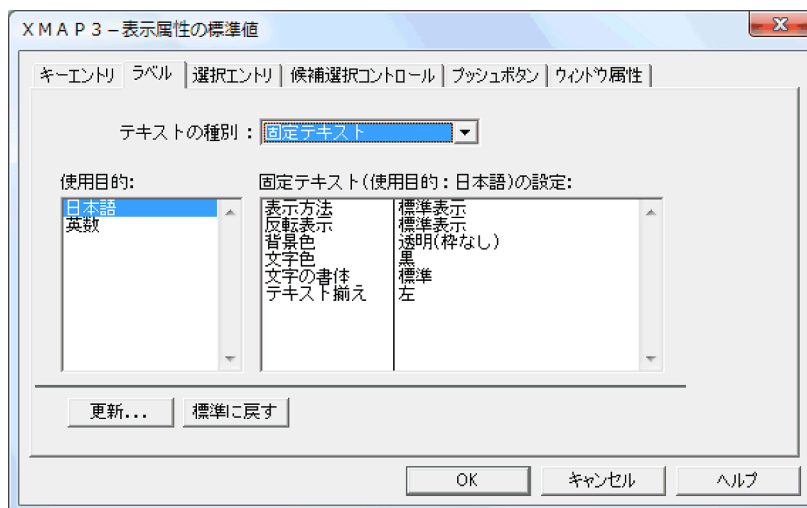 XMAP3-表示属性の標準値
キーエントリ ラベル 選択エントリ 候補選択コントロール プッシュボタン ウィンドウ属性
テキストの種別: 固定テキスト
使用目的: 固定テキスト(使用目的:日本語)の設定:
日本語 表示方法 標準表示
英数 反転表示 標準表示
背景色 透明(枠なし)
文字色 黒
文字の書体 標準
テキスト揃え 左
更新... 標準に戻す
OK キャンセル ヘルプ